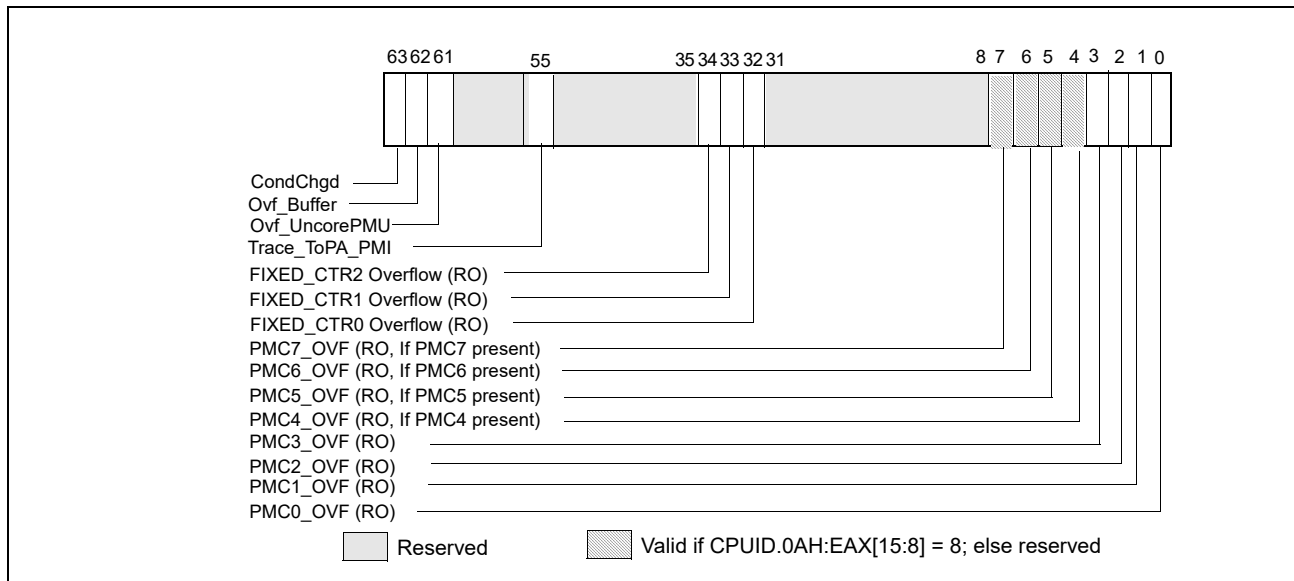 63 62 61 55 35 34 33 32 31 8 7 6 5 4 3 2 1 0
CondChgd
Ovf_Buffer
Ovf_UncorePMU
Trace_ToPA_PMI
FIXED_CTR2 Overflow (RO)
FIXED_CTR1 Overflow (RO)
FIXED_CTR0 Overflow (RO)
PMC7_OVF (RO, If PMC7 present)
PMC6_OVF (RO, If PMC6 present)
PMC5_OVF (RO, If PMC5 present)
PMC4_OVF (RO, If PMC4 present)
PMC3_OVF (RO)
PMC2_OVF (RO)
PMC1_OVF (RO)
PMC0_OVF (RO)
Reserved Valid if CPUID.0AH:EAX[15:8] = 8; else reserved